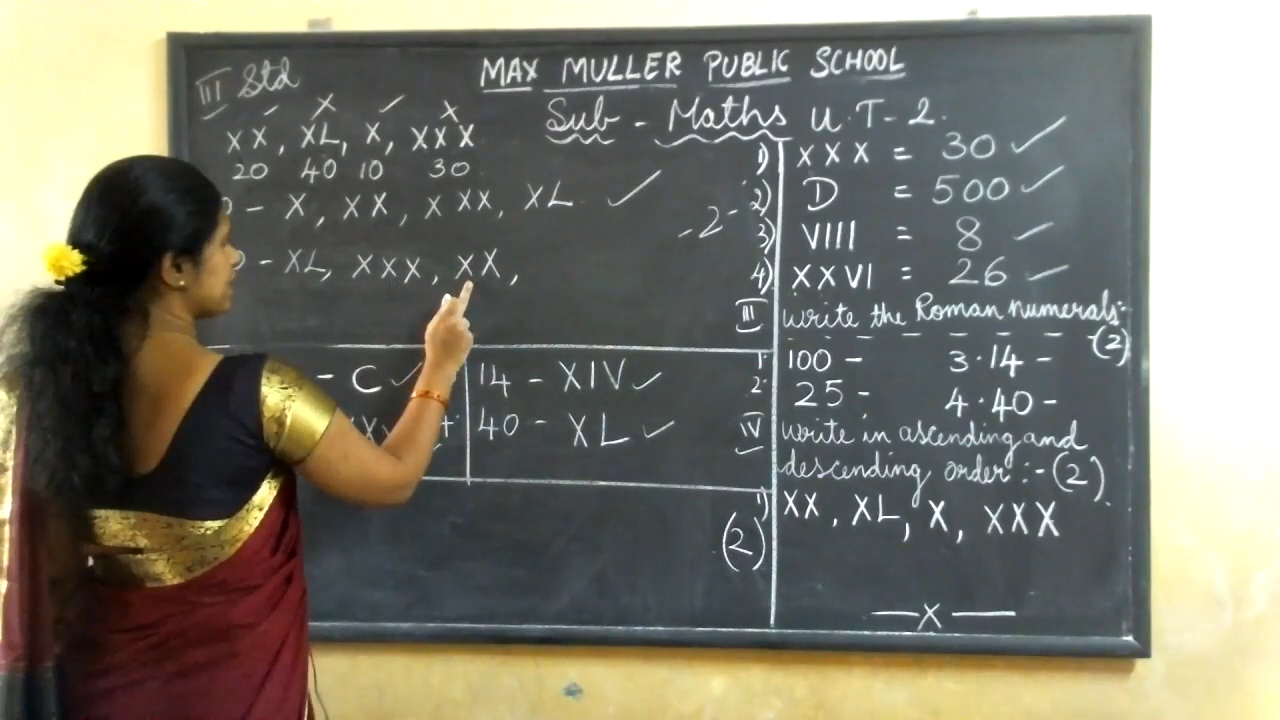 III Std
MAX MULLER PUBLIC SCHOOL
Sub - Maths U.T-2.
XX, XL, X, XXX
20 40 10 30
- X, XX, XXX, XL
- XL, XXX, XX,
- C
14 - XIV
40 - XL
-2-
1) XXX = 30
2) D = 500
3) VIII = 8
4) XXVI = 26
III write the Roman numerals:-
(2)
1. 100 - 3.14 -
2. 25 - 4.40 -
IV write in ascending and
descending order:- (2)
1) XX, XL, X, XXX
(2)
—X—